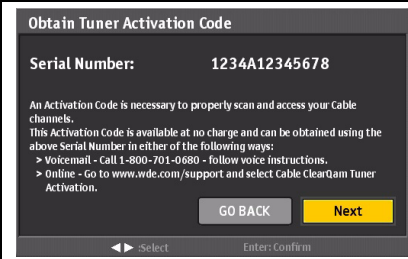 Obtain Tuner Activation Code
Serial Number: 1234A12345678
An Activation Code is necessary to properly scan and access your Cable
channels.
This Activation Code is available at no charge and can be obtained using the
above Serial Number in either of the following ways:
> Voicemail - Call 1-800-701-0680 - follow voice instructions.
> Online - Go to www.wde.com/support and select Cable ClearQam Tuner
Activation.
GO BACK Next
◀ ▶ :Select Enter: Confirm